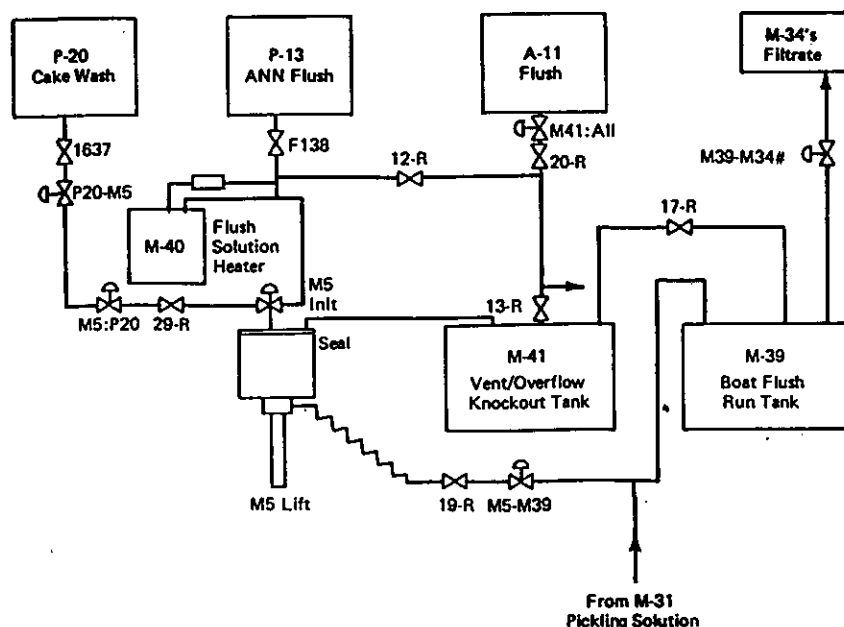 P-20
Cake Wash
P-13
ANN Flush
A-11
Flush
M-34's
Filtrate
1637
F138
M41:All
20-R
12-R
M39-M34#
P20-M5
17-R
M-40
Flush
Solution
Heater
M5
Inlt
13-R
M5:P20
29-R
Seal
M-41
Vent/Overflow
Knockout Tank
M-39
Boat Flush
Run Tank
M5 Lift
19-R
M5-M39
From M-31
Pickling Solution